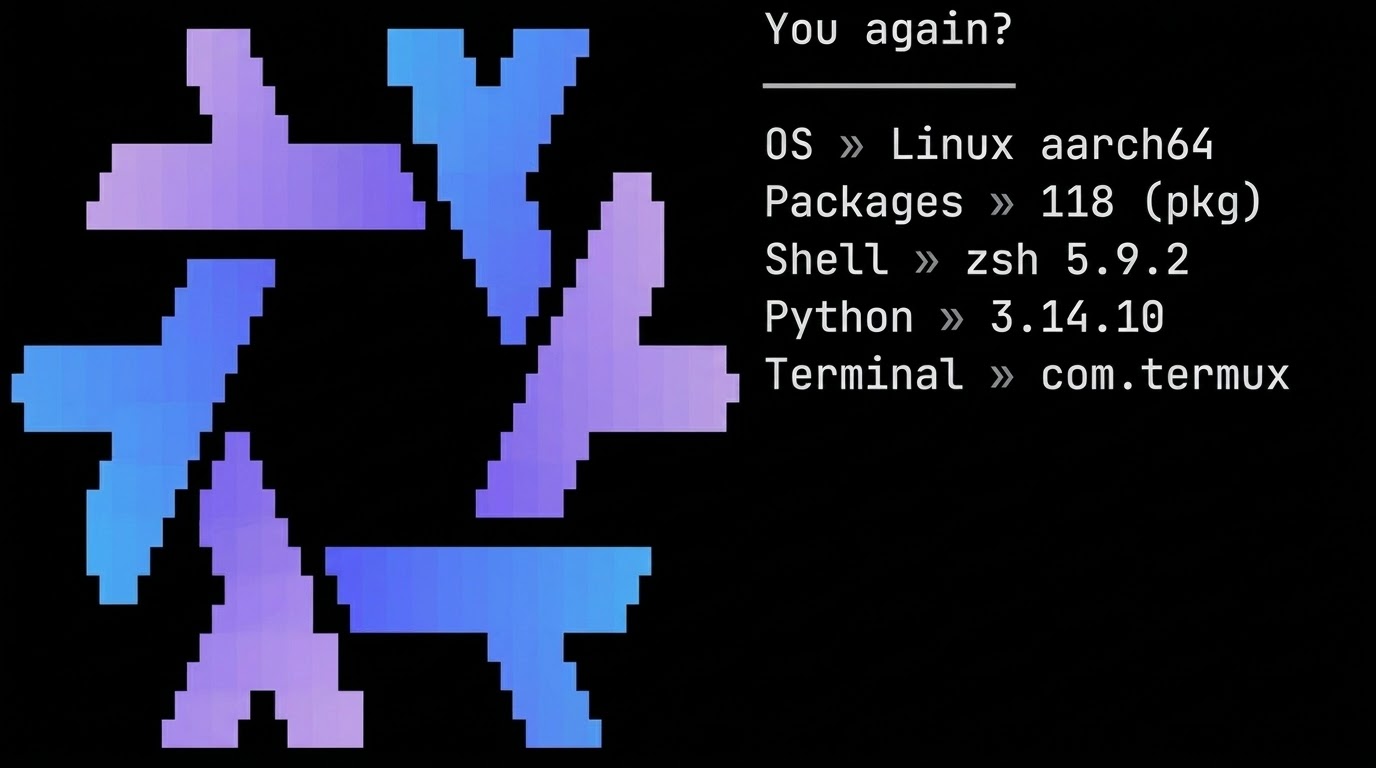 You again?
OS » Linux aarch64
Packages » 118 (pkg)
Shell » zsh 5.9.2
Python » 3.14.10
Terminal » com.termux